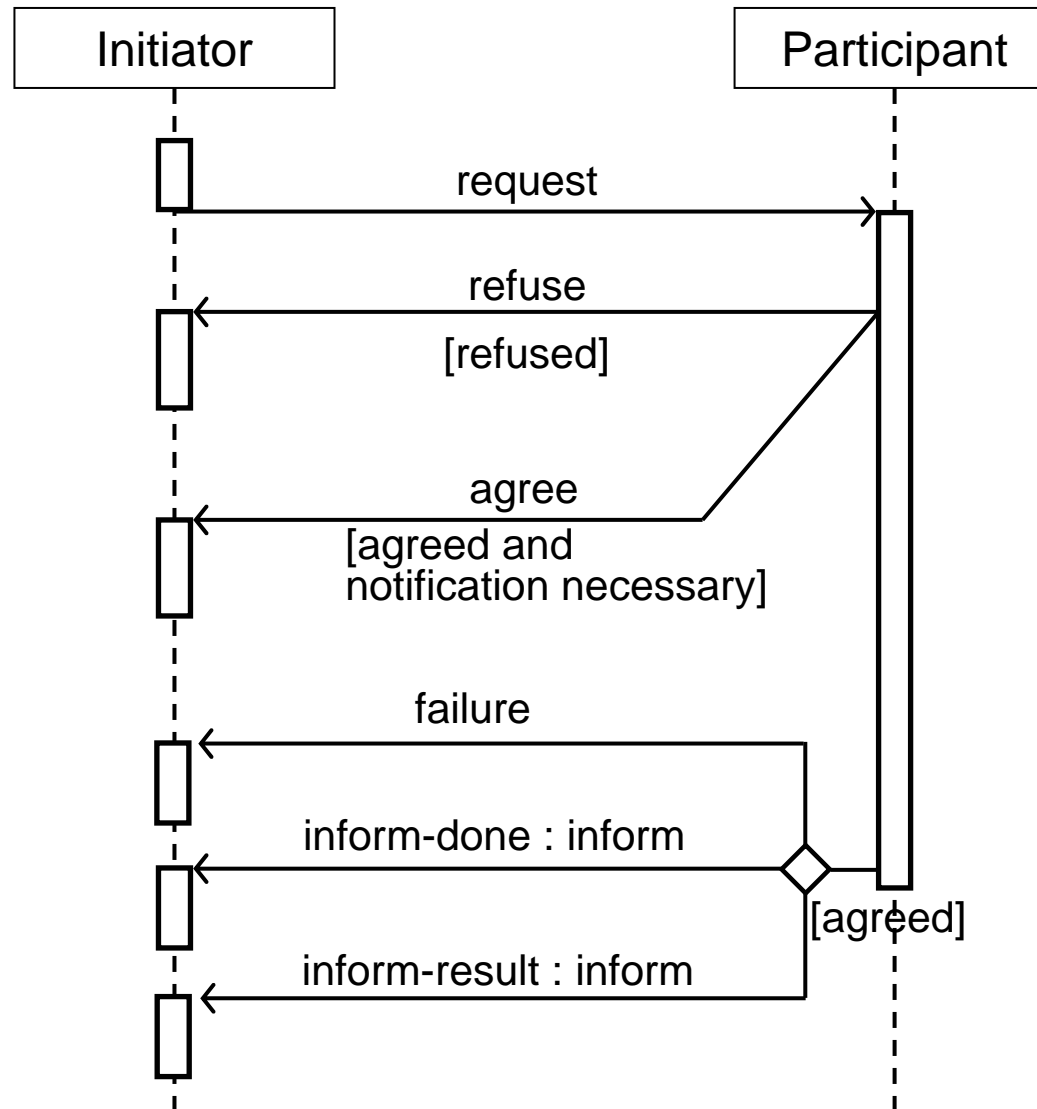 Initiator
Participant
request
refuse
[refused]
agree
[agreed and
notification necessary]
failure
inform-done : inform
[agreed]
inform-result : inform